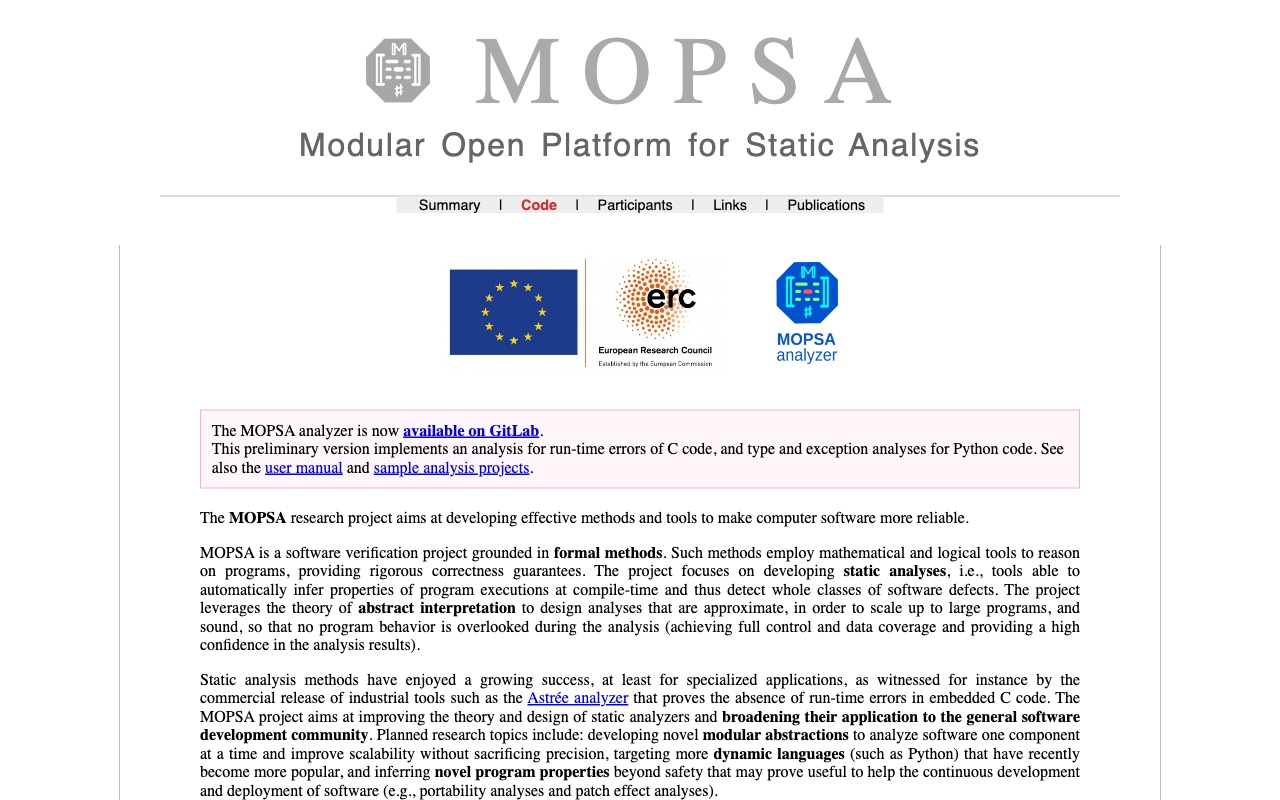 MOPSA
Modular Open Platform for Static Analysis
Summary | Code | Participants | Links | Publications
erc
European Research Council
Established by the European Commission
MOPSA
analyzer
The MOPSA analyzer is now available on GitLab.
This preliminary version implements an analysis for run-time errors of C code, and type and exception analyses for Python code. See
also the user manual and sample analysis projects.
The MOPSA research project aims at developing effective methods and tools to make computer software more reliable.
MOPSA is a software verification project grounded in formal methods. Such methods employ mathematical and logical tools to reason
on programs, providing rigorous correctness guarantees. The project focuses on developing static analyses, i.e., tools able to
automatically infer properties of program executions at compile-time and thus detect whole classes of software defects. The project
leverages the theory of abstract interpretation to design analyses that are approximate, in order to scale up to large programs, and
sound, so that no program behavior is overlooked during the analysis (achieving full control and data coverage and providing a high
confidence in the analysis results).
Static analysis methods have enjoyed a growing success, at least for specialized applications, as witnessed for instance by the
commercial release of industrial tools such as the Astrée analyzer that proves the absence of run-time errors in embedded C code. The
MOPSA project aims at improving the theory and design of static analyzers and broadening their application to the general software
development community. Planned research topics include: developing novel modular abstractions to analyze software one component
at a time and improve scalability without sacrificing precision, targeting more dynamic languages (such as Python) that have recently
become more popular, and inferring novel program properties beyond safety that may prove useful to help the continuous development
and deployment of software (e.g., portability analyses and patch effect analyses).